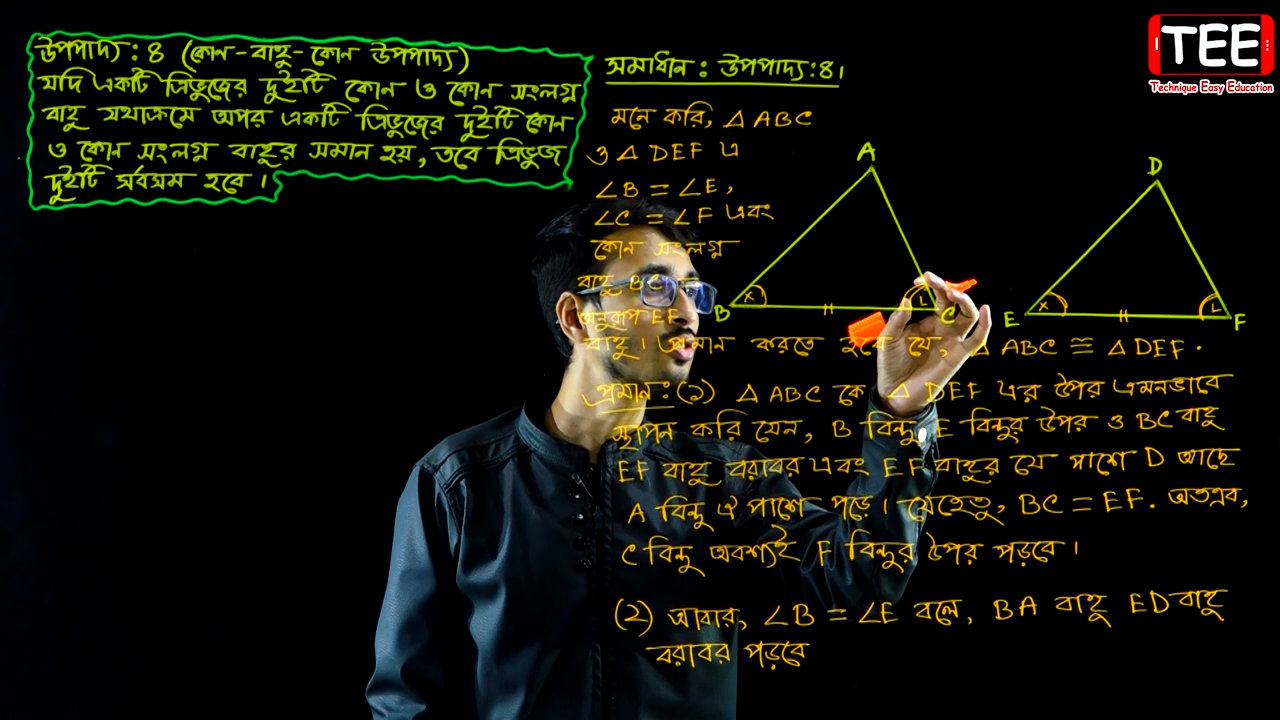 উপপাদ্য: ৪ (কোন-বাহু-কোন উপপাদ্য)
যদি একটি ত্রিভুজের দুইটি কোন ও কোন সংলগ্ন
বাহু যথাক্রমে অপর একটি ত্রিভুজের দুইটি কোন
ও কোন সংলগ্ন বাহুর সমান হয়, তবে ত্রিভুজ
দুইটি সর্বসম হবে।
TEE
Technique Easy Education
সমাধান: উপপাদ্য:৪।
মনে করি, △ ABC
ও △ DEF এ
∠B = ∠E,
∠C = ∠F এবং
কোন সংলগ্ন
বাহু BC =
অনুরূপ EF
বাহু। প্রমান করতে হবে যে, △ ABC ≅ △ DEF.
A
B
C
x
L
D
E
F
x
L
প্রমান: (১) △ ABC কে △ DEF এর উপর এমনভাবে
স্থাপন করি যেন, B বিন্দু E বিন্দুর উপর ও BC বাহু
EF বাহু বরাবর এবং EF বাহুর যে পাশে D আছে
A বিন্দু ঐ পাশে পড়ে। যেহেতু, BC = EF. অতএব,
C বিন্দু অবশ্যই F বিন্দুর উপর পড়বে।
(২) আবার, ∠B = ∠E বলে, BA বাহু ED বাহু
বরাবর পড়বে